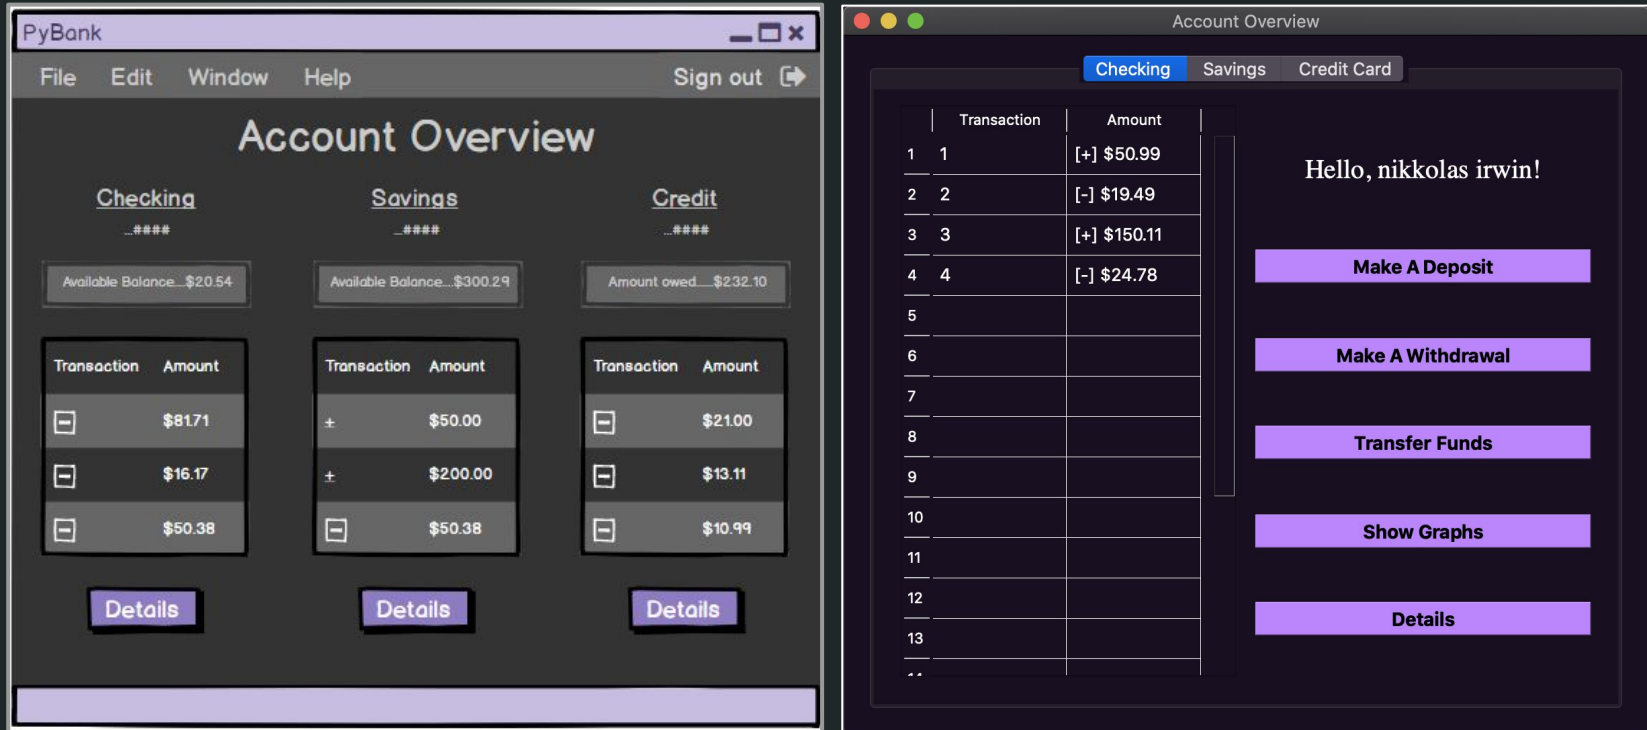 PyBank
File Edit Window Help Sign out
Account Overview
Checking Savings Credit
...#### ...#### ...####
Available Balance...$20.54 Available Balance...$300.29 Amount owed.....$232.10
Transaction Amount Transaction Amount Transaction Amount
- $81.71 + $50.00 - $21.00
- $16.17 + $200.00 - $13.11
- $50.38 - $50.38 - $10.99
Details Details Details
Account Overview
Checking Savings Credit Card
Transaction Amount
1 1 [+] $50.99
2 2 [-] $19.49
3 3 [+] $150.11
4 4 [-] $24.78
5
6
7
8
9
10
11
12
13
Hello, nikkolas irwin!
Make A Deposit
Make A Withdrawal
Transfer Funds
Show Graphs
Details